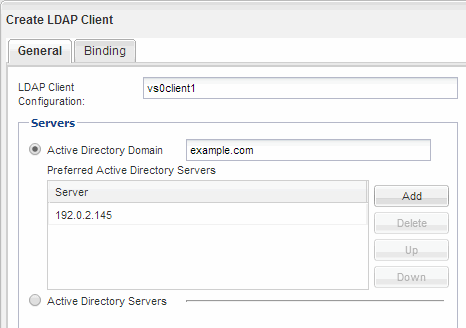 Create LDAP Client
General Binding
LDAP Client Configuration: vs0client1
Servers
Active Directory Domain example.com
Preferred Active Directory Servers
Server
Add
192.0.2.145
Delete
Up
Down
Active Directory Servers